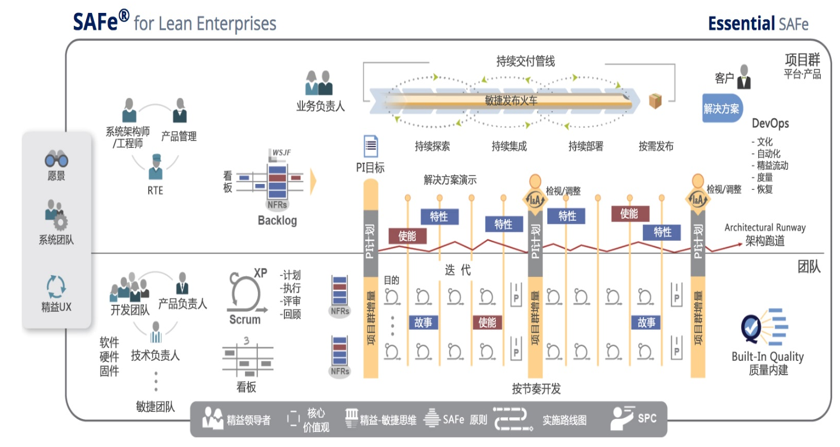 SAFe® for Lean Enterprises
Essential SAFe
项目群
平台·产品
持续交付管线
客户
业务负责人
敏捷发布火车
解决方案
系统架构师
/工程师
产品管理
DevOps
- 文化
- 自动化
- 精益流动
- 度量
- 恢复
持续探索
持续集成
持续部署
按需发布
WSJF
PI目标
愿景
RTE
看
板
解决方案演示
检视/调整
检视/调整
I&A
I&A
NFRs
Backlog
特性
特性
特性
使能
特性
使能
系统团队
PI计划
PI计划
PI计划
Architectural Runway
架构跑道
团队
迭 代
XP
-计划
-执行
-评审
-回顾
目的
精益UX
开发团队
产品负责人
Scrum
NFRs
I
P
I
P
项目群增量
项目群增量
项目群增量
故事
使能
故事
软件
硬件
固件
技术负责人
3
I
P
I
P
NFRs
Built-In Quality
质量内建
看板
按节奏开发
敏捷团队
精益领导者
核心
价值观
精益-敏捷思维
SAFe 原则
实施路线图
SPC